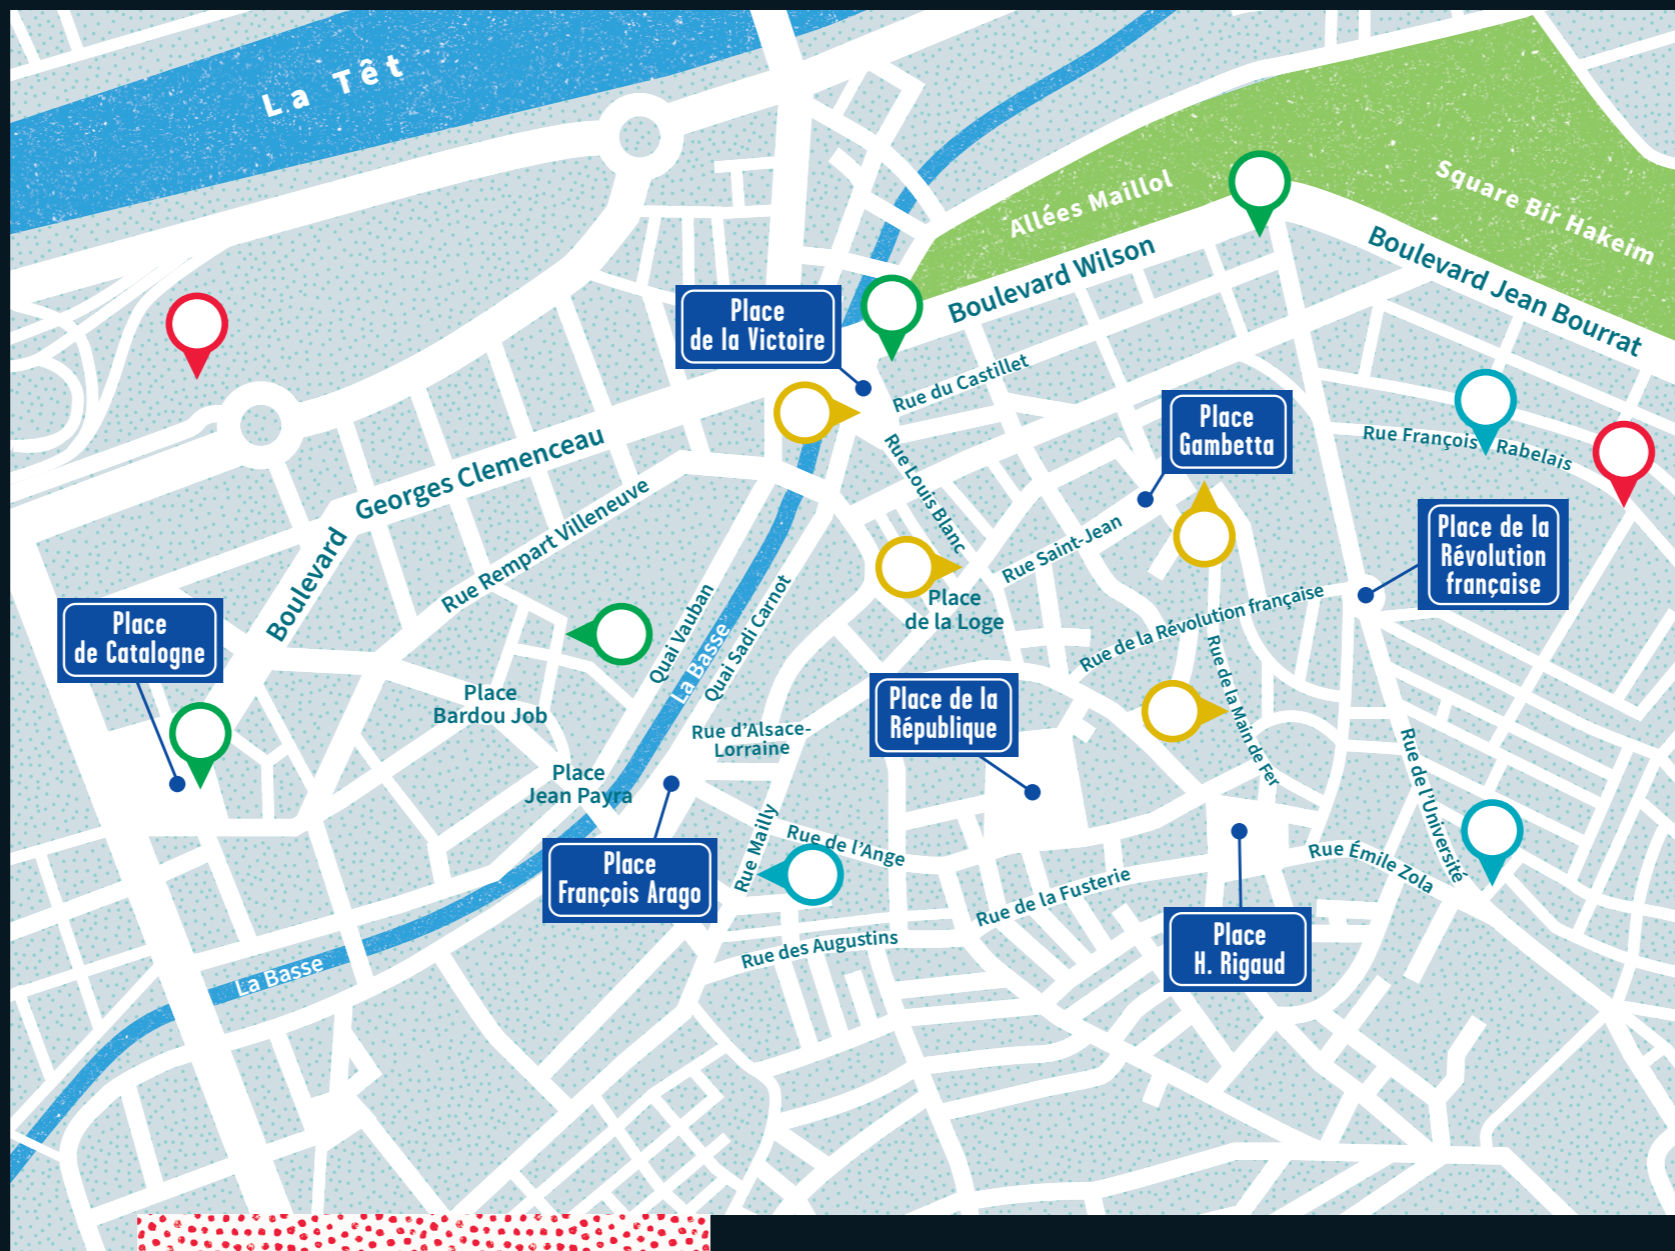 La Têt
Allées Maillol
Square Bir Hakeim
Boulevard Wilson
Boulevard Jean Bourrat
Place
de la Victoire
Rue du Castillet
Place
Gambetta
Rue François Rabelais
Boulevard Georges Clemenceau
Rue Louis Blanc
Rue Rempart Villeneuve
Place de la
Révolution
française
Rue Saint-Jean
Place
de la Loge
Place
de Catalogne
Quai Vauban
La Basse
Quai Sadi Carnot
Rue de la Révolution française
Rue de la Main de Fer
Place
Bardou Job
Place de la
République
Rue d'Alsace-
Lorraine
Place
Jean Payra
Rue de l'Université
Place
François Arago
Rue Mailly
Rue de l'Ange
Rue Émile Zola
Rue de la Fusterie
Rue des Augustins
Place
H. Rigaud
La Basse